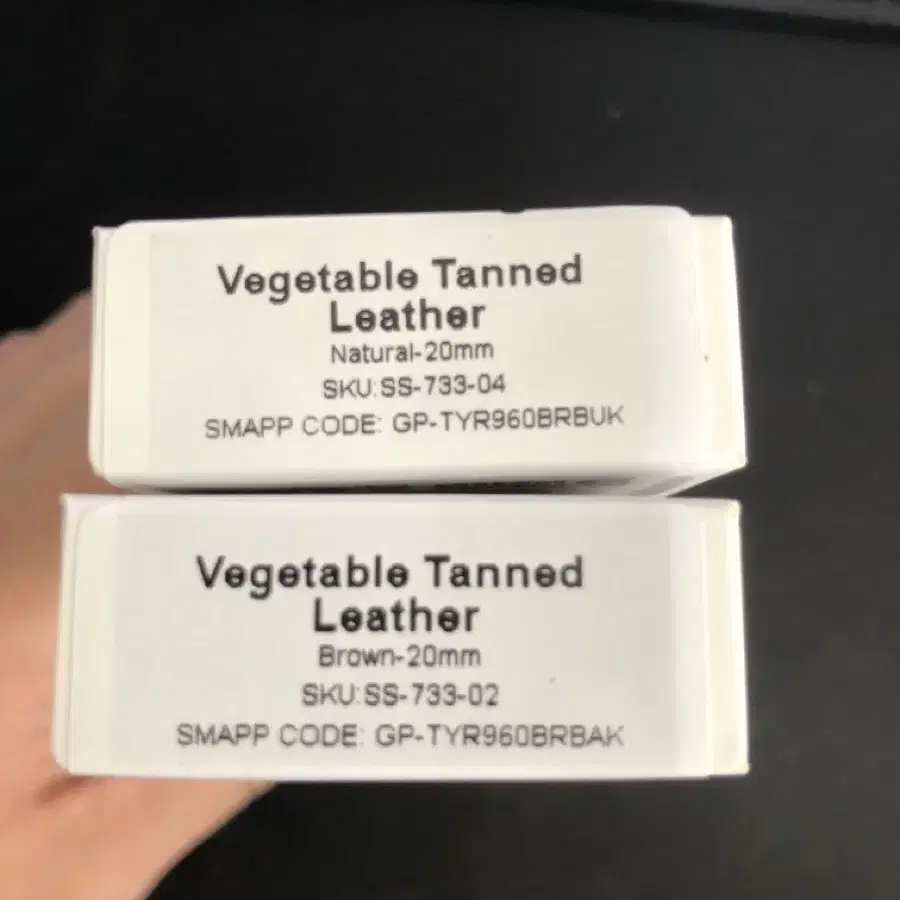 Vegetable Tanned
Leather
Natural-20mm
SKU:SS-733-04
SMAPP CODE: GP-TYR960BRBUK
Vegetable Tanned
Leather
Brown-20mm
SKU:SS-733-02
SMAPP CODE: GP-TYR960BRBAK